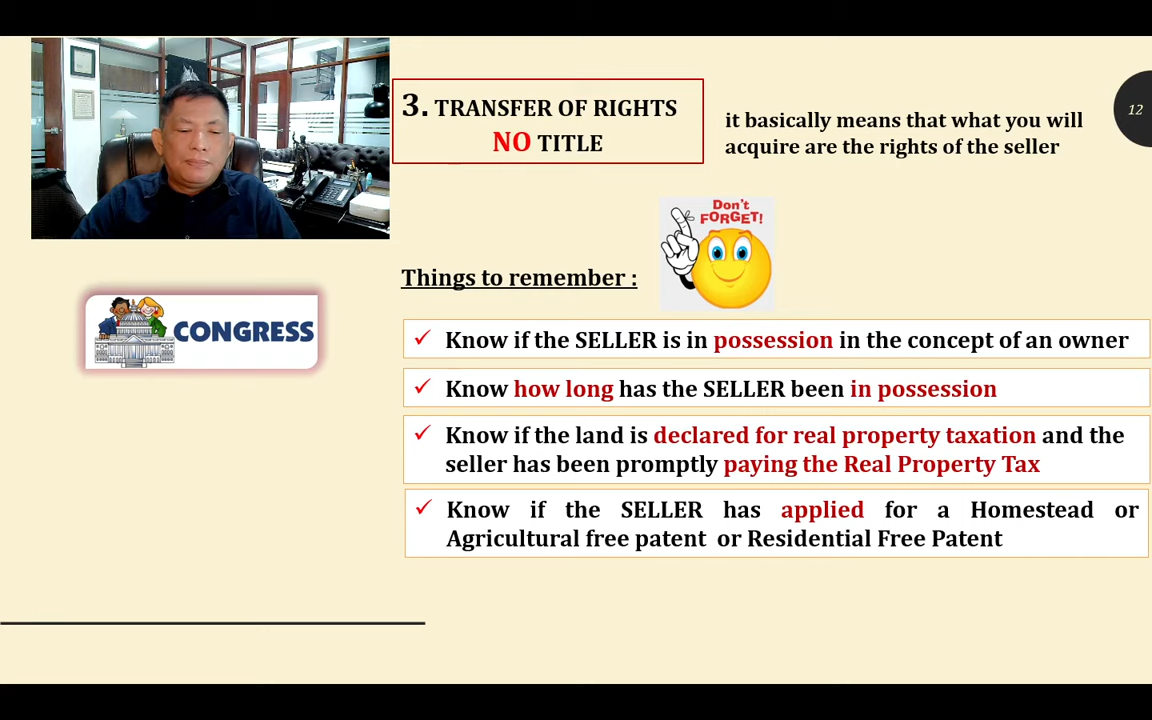 3. TRANSFER OF RIGHTS
NO TITLE
it basically means that what you will
acquire are the rights of the seller
12
Don't
FORGET!
Things to remember :
CONGRESS
Know if the SELLER is in possession in the concept of an owner
Know how long has the SELLER been in possession
Know if the land is declared for real property taxation and the
seller has been promptly paying the Real Property Tax
Know if the SELLER has applied for a Homestead or
Agricultural free patent or Residential Free Patent